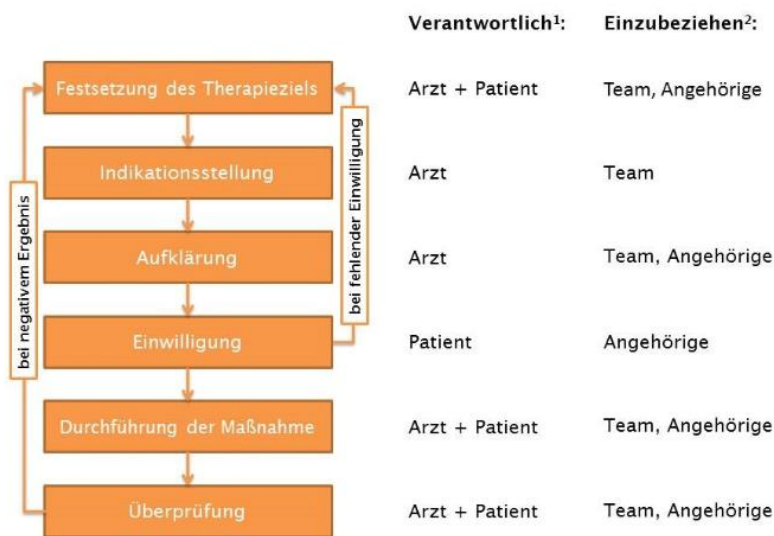 Verantwortlich¹: Einzubeziehen²:
Festsetzung des Therapieziels Arzt + Patient Team, Angehörige
Indikationsstellung Arzt Team
Aufklärung Arzt Team, Angehörige
Einwilligung Patient Angehörige
Durchführung der Maßnahme Arzt + Patient Team, Angehörige
Überprüfung Arzt + Patient Team, Angehörige
bei negativem Ergebnis
bei fehlender Einwilligung